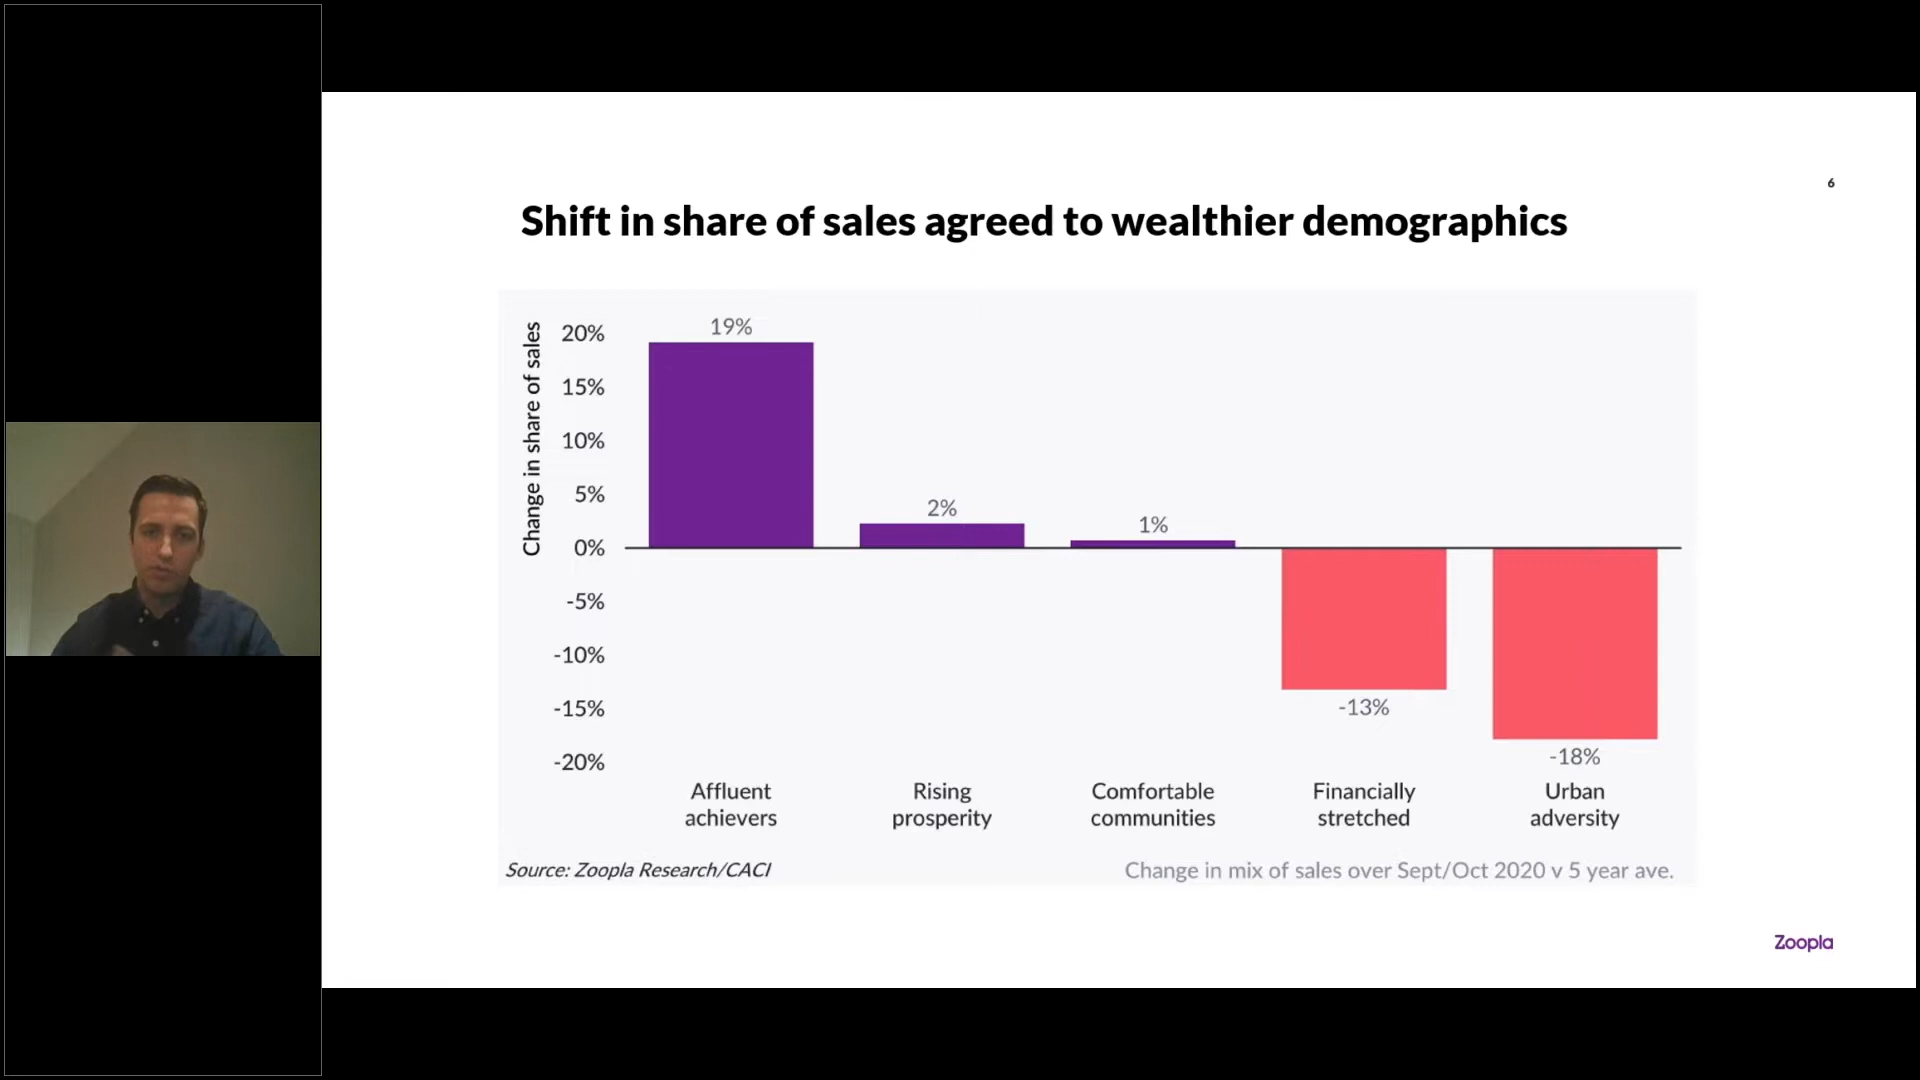 6
Shift in share of sales agreed to wealthier demographics
Change in share of sales
20%
15%
10%
5%
0%
-5%
-10%
-15%
-20%
19%
2%
1%
-13%
-18%
Affluent
achievers
Rising
prosperity
Comfortable
communities
Financially
stretched
Urban
adversity
Source: Zoopla Research/CACI
Change in mix of sales over Sept/Oct 2020 v 5 year ave.
Zoopla